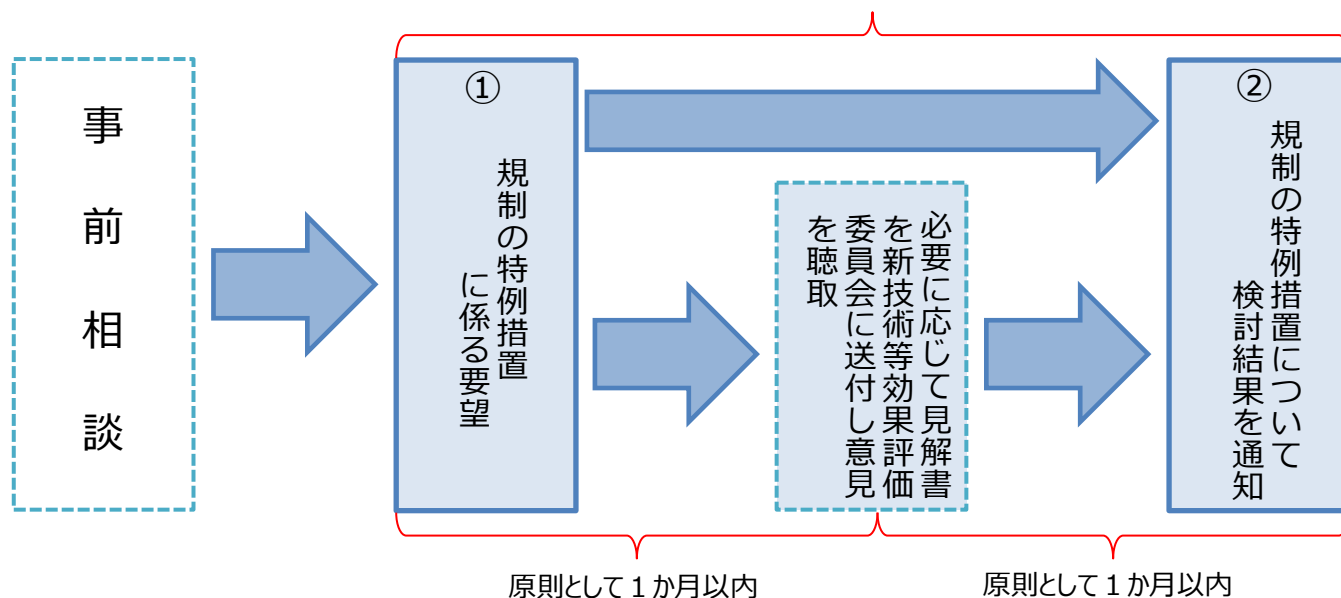 事前相談
①
規制の特例措置
に係る要望
必要に応じて見解書
を新技術等効果評価
委員会に送付し意見
を聴取
②
規制の特例措置について
検討結果を通知
原則として1か月以内
原則として1か月以内